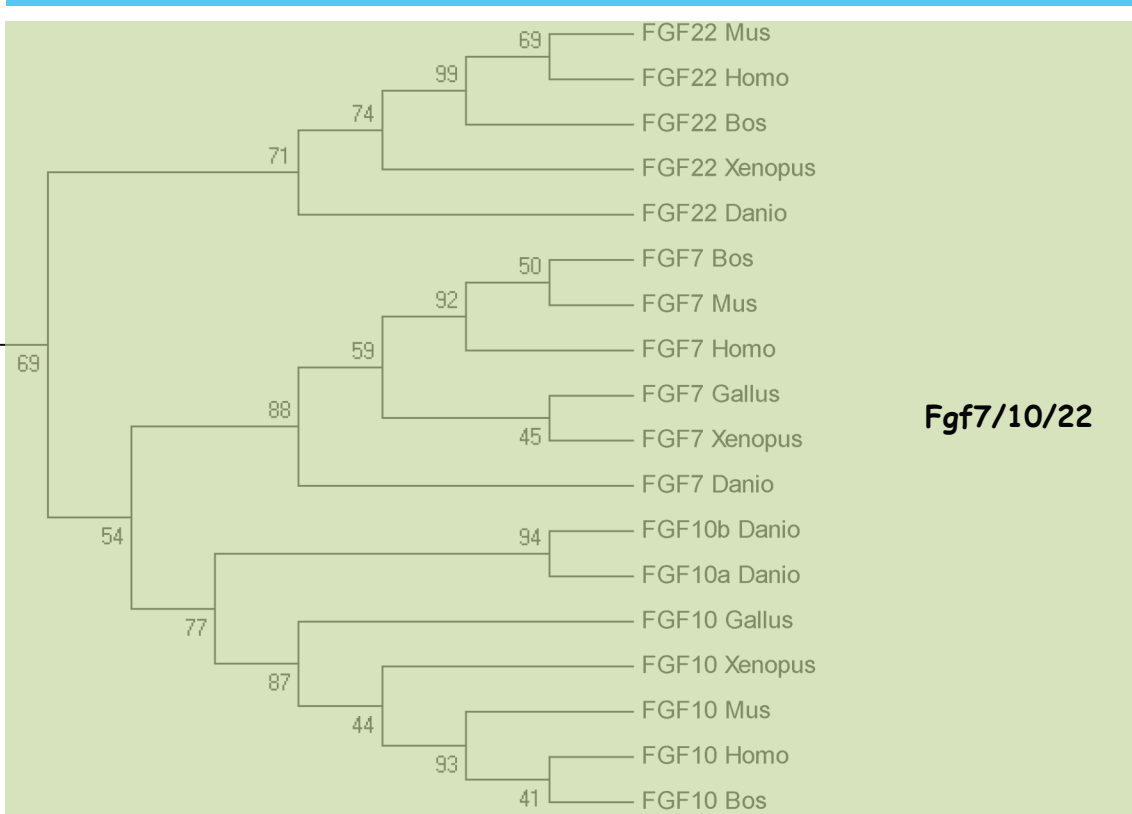 69
FGF22 Mus
99
FGF22 Homo
74
FGF22 Bos
71
FGF22 Xenopus
FGF22 Danio
50
FGF7 Bos
92
FGF7 Mus
59
FGF7 Homo
69
88
FGF7 Gallus
Fgf7/10/22
45
FGF7 Xenopus
FGF7 Danio
54
94
FGF10b Danio
FGF10a Danio
77
FGF10 Gallus
87
FGF10 Xenopus
44
FGF10 Mus
93
FGF10 Homo
41
FGF10 Bos